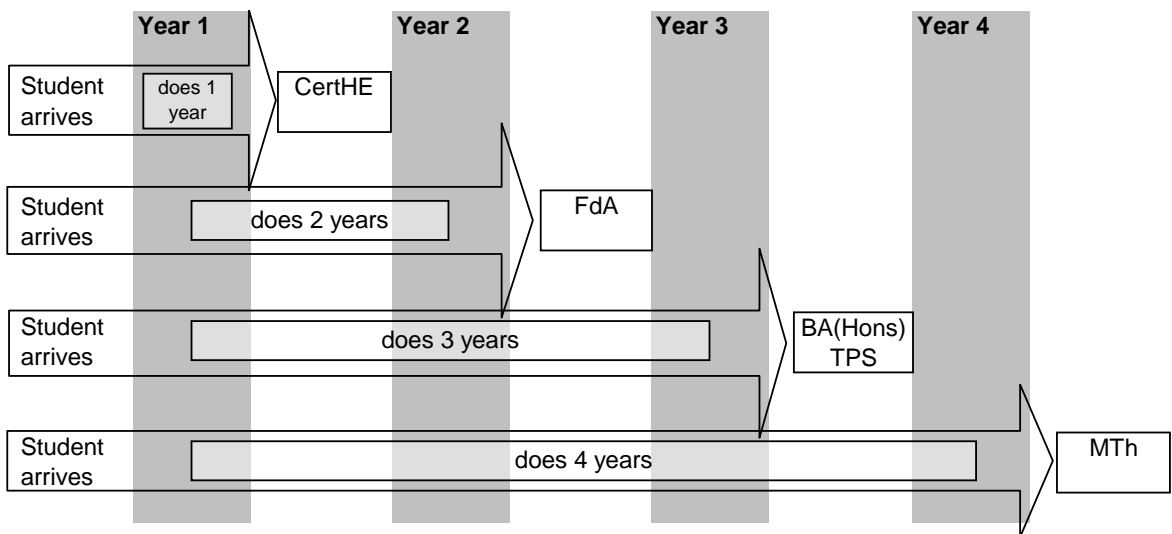 Year 1
Year 2
Year 3
Year 4
Student
arrives
does 1
year
CertHE
Student
arrives
does 2 years
FdA
Student
arrives
does 3 years
BA(Hons)
TPS
Student
arrives
does 4 years
MTh